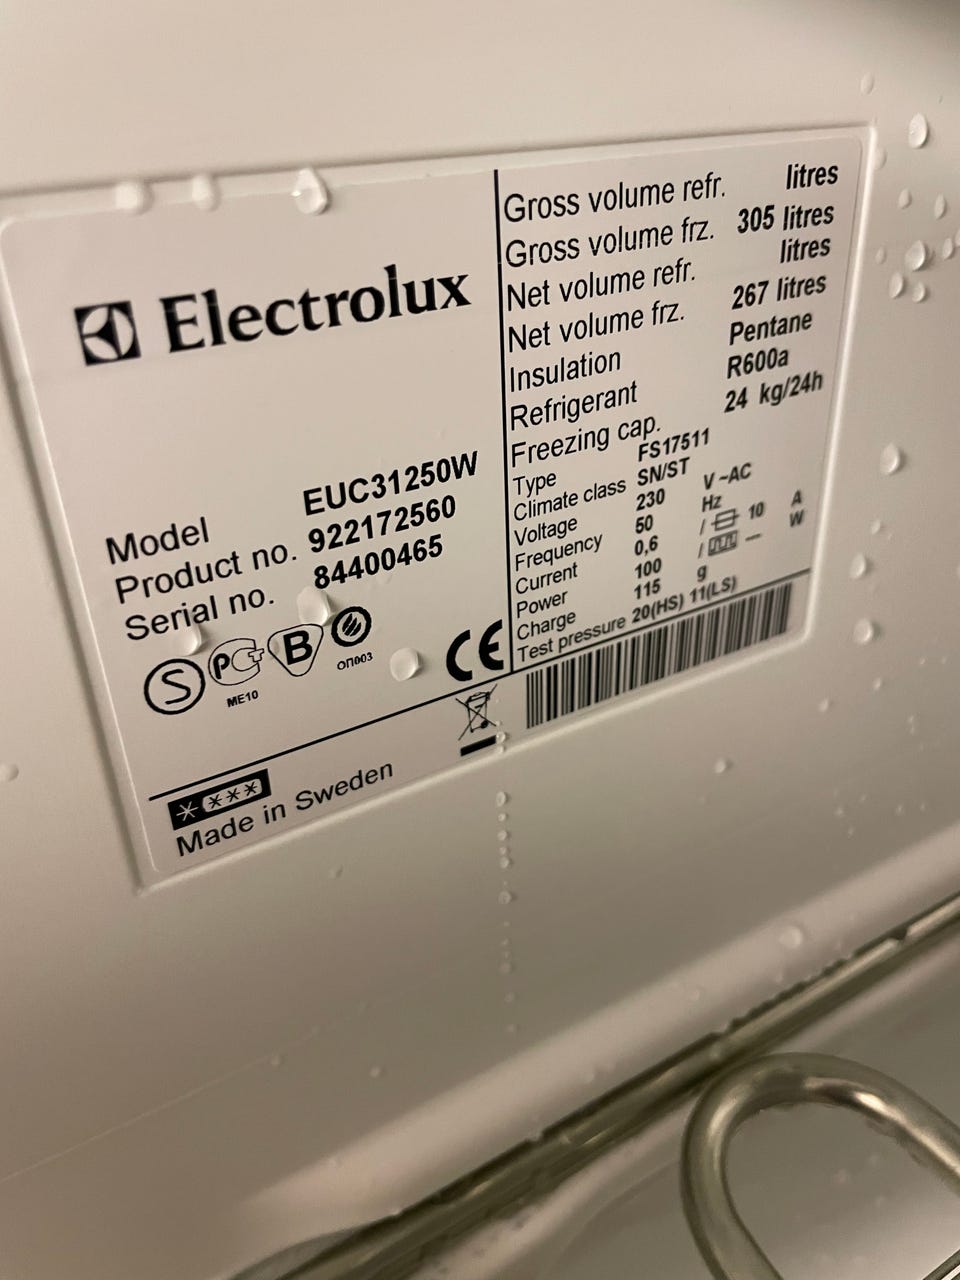 Electrolux
Model EUC31250W
Product no. 922172560
Serial no. 84400465
S
PCT
ME10
B
ОП003
CE
****
Made in Sweden
Gross volume refr. litres
Gross volume frz. 305 litres
Net volume refr. litres
Net volume frz. 267 litres
Insulation Pentane
Refrigerant R600a
Freezing cap. 24 kg/24h
Type FS17511
Climate class SN/ST
Voltage 230 V ~AC
Frequency 50 Hz
Current 0,6 / 10 A
Power 100 / — W
Charge 115 g
Test pressure 20(HS) 11(LS)